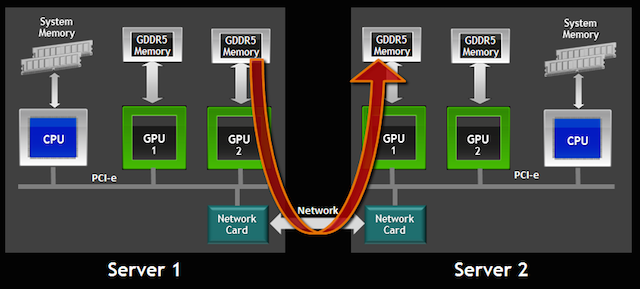 System
Memory
GDDR5
Memory
GDDR5
Memory
CPU
GPU
1
GPU
2
PCI-e
Network
Card
Server 1
Network
GDDR5
Memory
GDDR5
Memory
System
Memory
GPU
1
GPU
2
CPU
PCI-e
Network
Card
Server 2